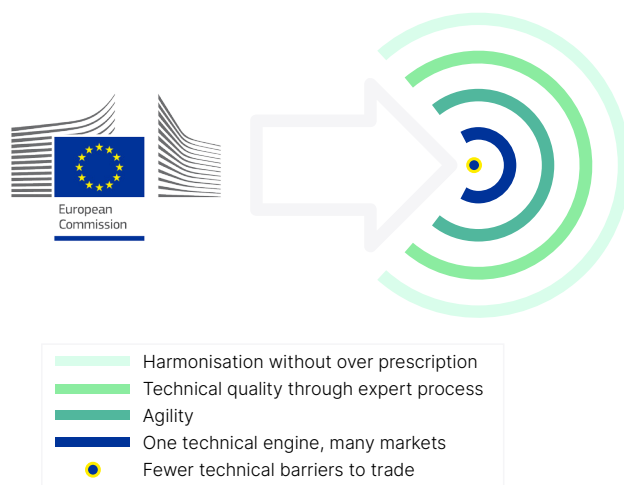 European
Commission
Harmonisation without over prescription
Technical quality through expert process
Agility
One technical engine, many markets
Fewer technical barriers to trade